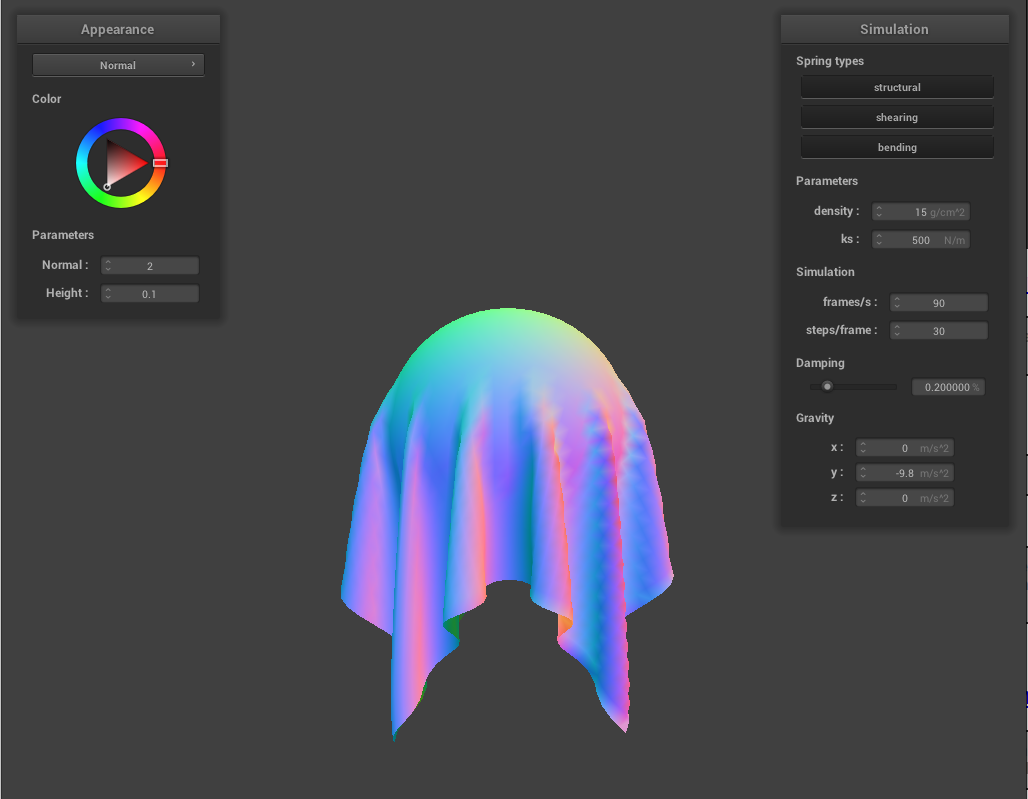 Appearance
Normal ›
Color
Parameters
Normal : 2
Height : 0.1
Simulation
Spring types
structural
shearing
bending
Parameters
density : 15 g/cm^2
ks : 500 N/m
Simulation
frames/s : 90
steps/frame : 30
Damping
0.200000 %
Gravity
x : 0 m/s^2
y : -9.8 m/s^2
z : 0 m/s^2